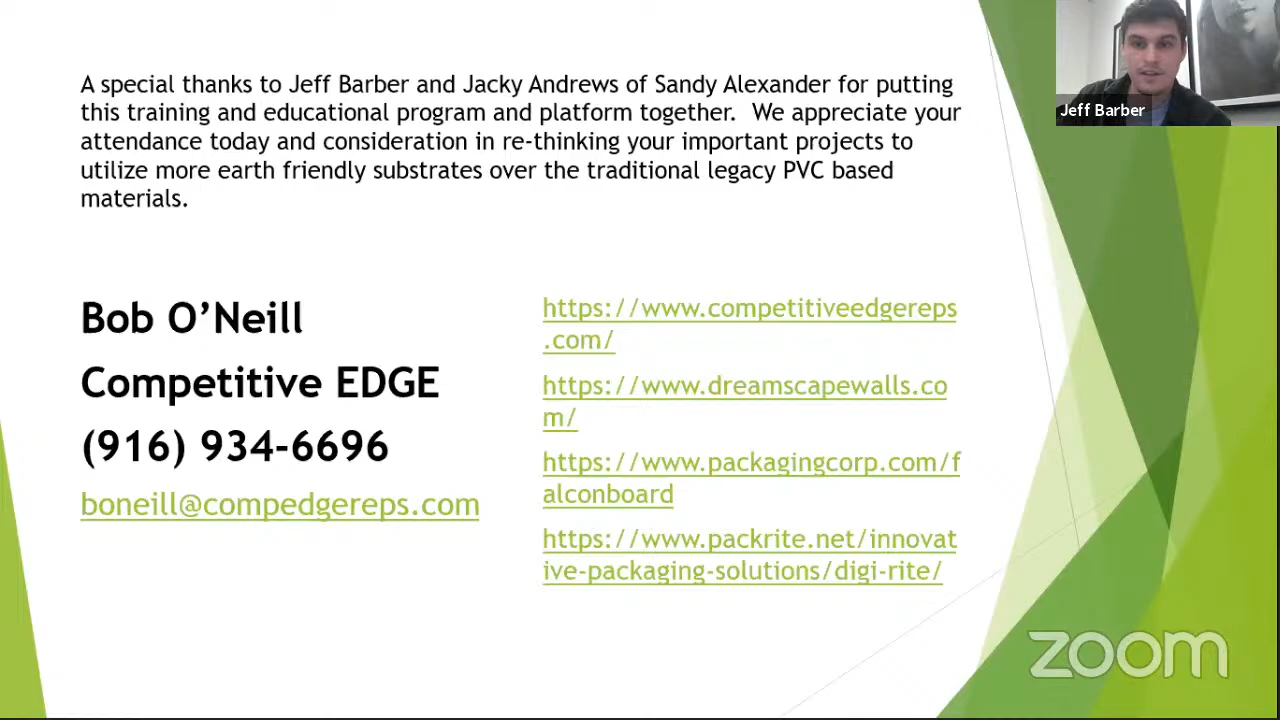 A special thanks to Jeff Barber and Jacky Andrews of Sandy Alexander for putting
this training and educational program and platform together.  We appreciate your
attendance today and consideration in re-thinking your important projects to
utilize more earth friendly substrates over the traditional legacy PVC based
materials.
Jeff Barber
Bob O’Neill
Competitive EDGE
(916) 934-6696
boneill@compedgereps.com
https://www.competitiveedgereps
.com/
https://www.dreamscapewalls.co
m/
https://www.packagingcorp.com/f
alconboard
https://www.packrite.net/innovat
ive-packaging-solutions/digi-rite/
zoom